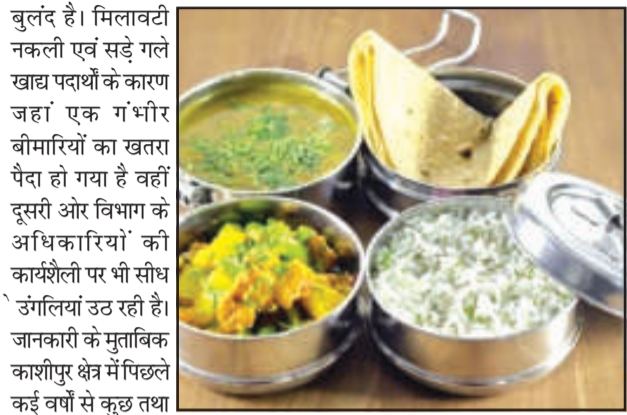 बुलंद है। मिलावटी
नकली एवं सड़े गले
खाद्य पदार्थों के कारण
जहां एक गंभीर
बीमारियों का खतरा
पैदा हो गया है वहीं
दूसरी ओर विभाग के
अधिकारियों की
कार्यशैली पर भी सीध
े उंगलियां उठ रही है।
जानकारी के मुताबिक
काशीपुर क्षेत्र में पिछले
कई वर्षों से कुछ तथा